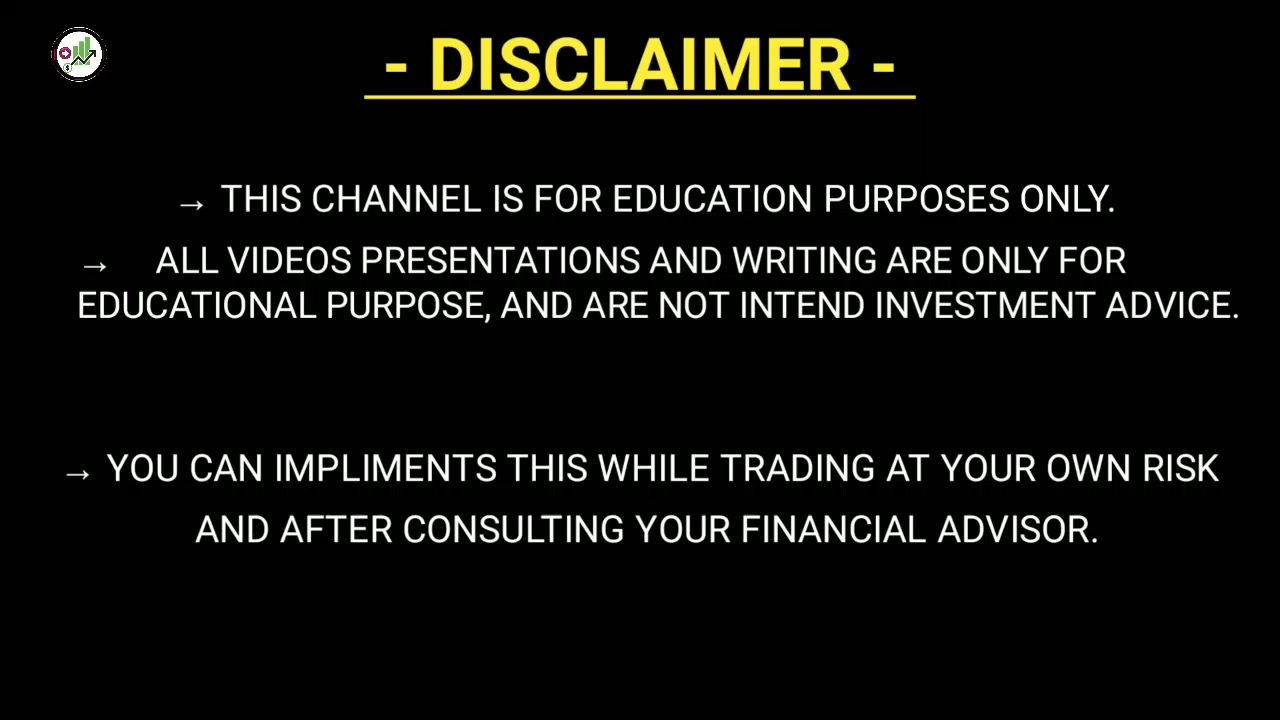 - DISCLAIMER -
→ THIS CHANNEL IS FOR EDUCATION PURPOSES ONLY.
→ ALL VIDEOS PRESENTATIONS AND WRITING ARE ONLY FOR
EDUCATIONAL PURPOSE, AND ARE NOT INTEND INVESTMENT ADVICE.
→ YOU CAN IMPLIMENTS THIS WHILE TRADING AT YOUR OWN RISK
AND AFTER CONSULTING YOUR FINANCIAL ADVISOR.